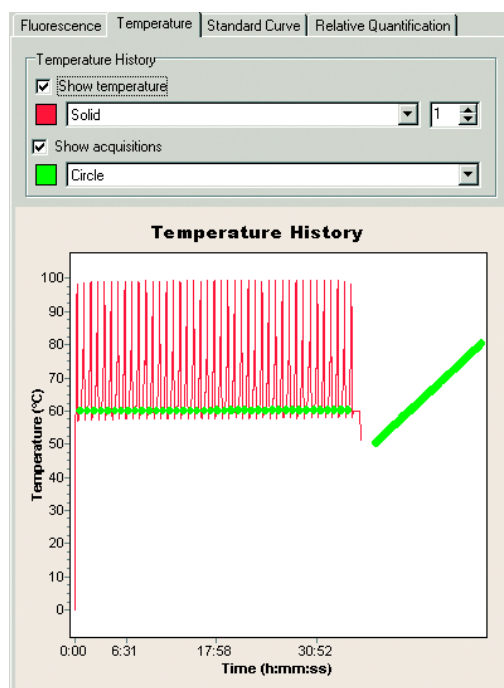 Fluorescence Temperature Standard Curve Relative Quantification
Temperature History
Show temperature
Solid 1
Show acquisitions
Circle
Temperature History
100
90
80
70
60
50
40
30
20
10
0
Temperature (°C)
0:00 6:31 17:58 30:52
Time (h:mm:ss)